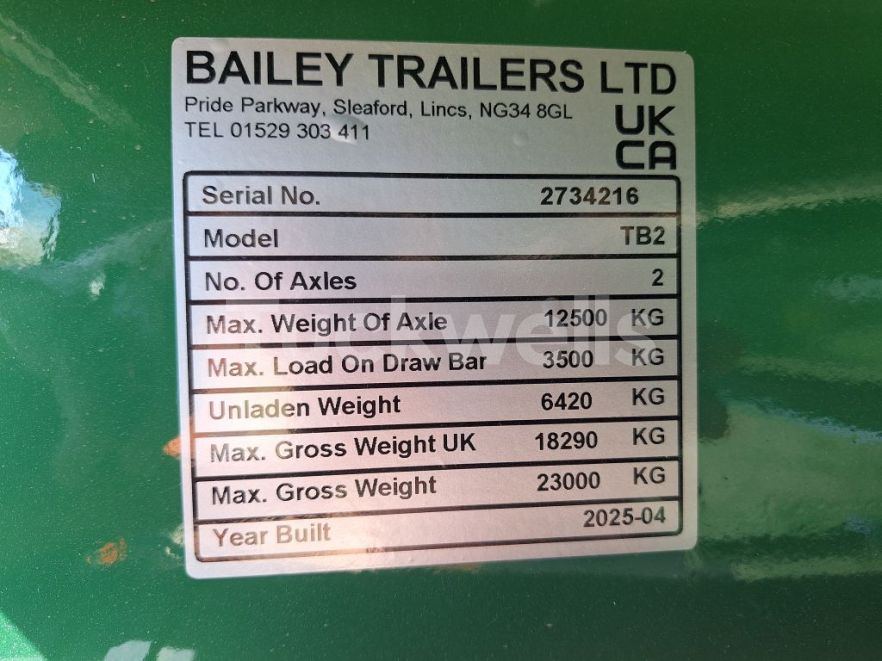 BAILEY TRAILERS LTD
Pride Parkway, Sleaford, Lincs, NG34 8GL
TEL 01529 303 411
UK
CA
Serial No. 2734216
Model TB2
No. Of Axles 2
Max. Weight Of Axle 12500 KG
Max. Load On Draw Bar 3500 KG
Unladen Weight 6420 KG
Max. Gross Weight UK 18290 KG
Max. Gross Weight 23000 KG
Year Built 2025-04
Tuckwells